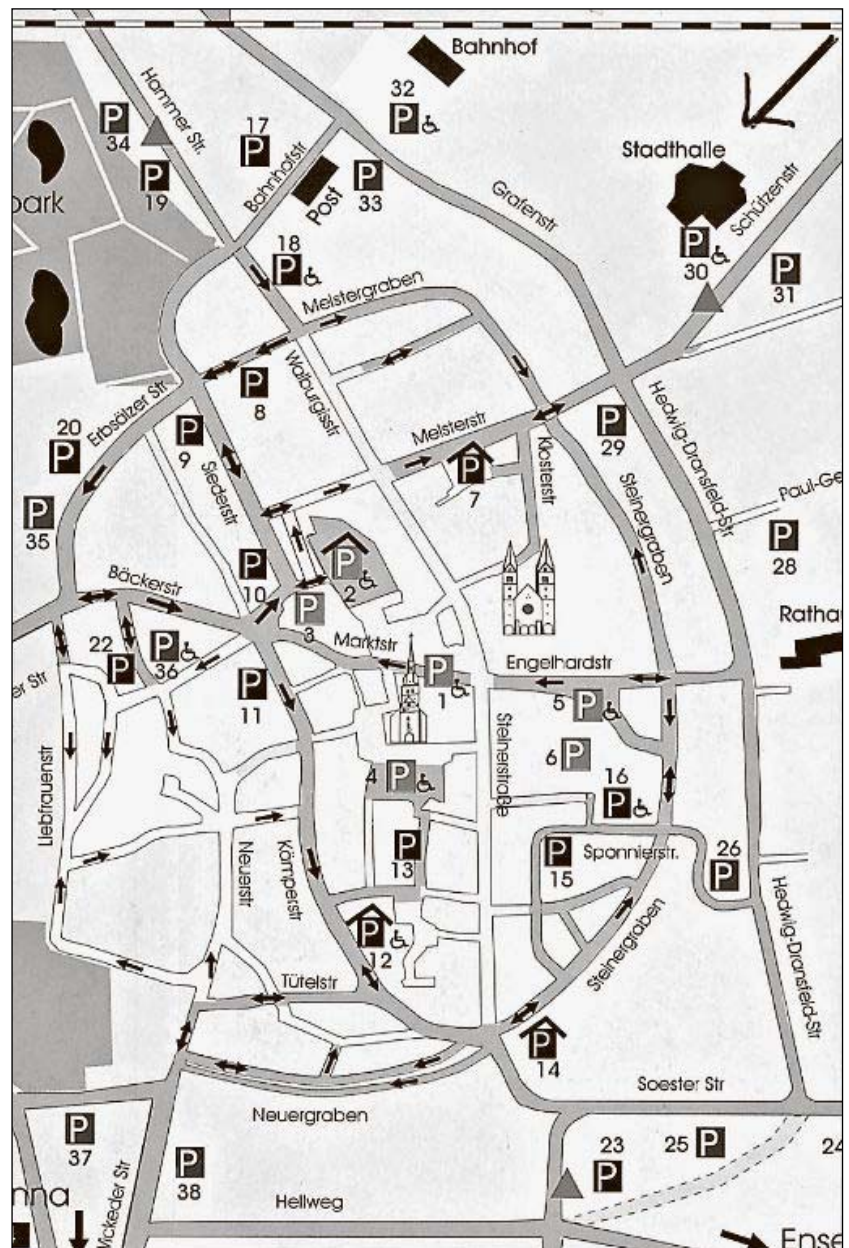 Bahnhof
32
P
Hammer Str.
P
34
17
P
P
19
Bahnhofstr
Post
P
33
Stadthalle
Schützenstr
park
Grafenstr
P
30
P
31
18
P
Meistergraben
Walburgisstr
P
8
Erbsälzer Str
20
P
P
9
Siederstr
Meisterstr
P
7
Klosterstr
P
29
Hedwig-Dransfeld-Str
P
35
Steinergraben
Paul-Ge
P
28
P
10
P
2
P
3
Bäckerstr
Marktstr
Rathau
22
P
P
36
P
11
P
1
Engelhardstr
5
P
er Str
Steinerstraße
6
P
4
P
16
P
Liebfrauenstr
Neuerstr
Kämperstr
P
13
P
15
Sponnierstr.
26
P
P
12
Steinergraben
Hedwig-Dransfeld-Str
Tütelstr
P
14
Neuergraben
Soester Str
P
37
P
38
23
P
25
P
24
nna
Wickeder Str
Hellweg
Ense